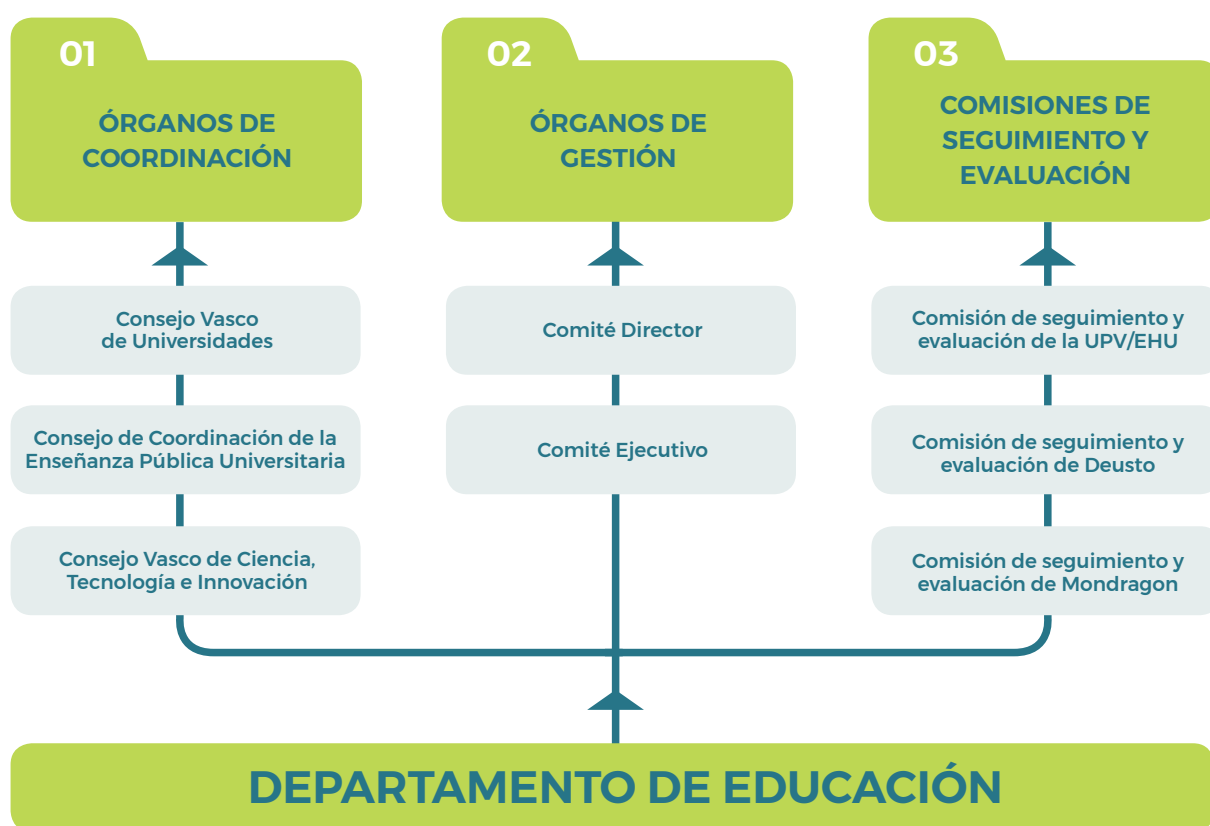 01
ÓRGANOS DE
COORDINACIÓN
Consejo Vasco
de Universidades
Consejo de Coordinación de la
Enseñanza Pública Universitaria
Consejo Vasco de Ciencia,
Tecnología e Innovación
02
ÓRGANOS DE
GESTIÓN
Comité Director
Comité Ejecutivo
03
COMISIONES DE
SEGUIMIENTO Y
EVALUACIÓN
Comisión de seguimiento y
evaluación de la UPV/EHU
Comisión de seguimiento y
evaluación de Deusto
Comisión de seguimiento y
evaluación de Mondragon
DEPARTAMENTO DE EDUCACIÓN